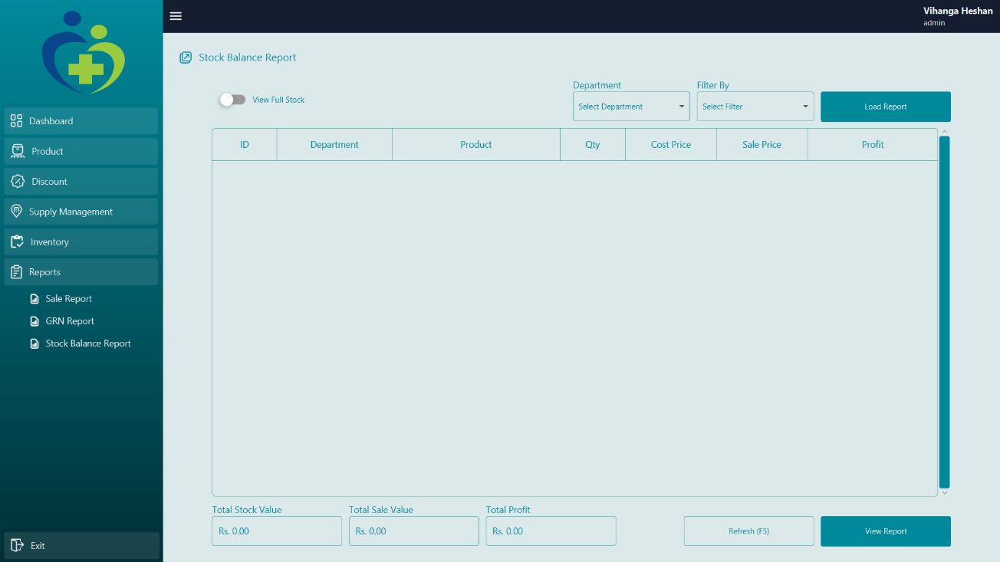 Vihanga Heshan
admin
Stock Balance Report
View Full Stock
Department
Select Department
Filter By
Select Filter
Load Report
Dashboard
Product
Discount
Supply Management
Inventory
Reports
Sale Report
GRN Report
Stock Balance Report
Exit
ID Department Product Qty Cost Price Sale Price Profit
Total Stock Value
Rs. 0.00
Total Sale Value
Rs. 0.00
Total Profit
Rs. 0.00
Refresh (F5)
View Report